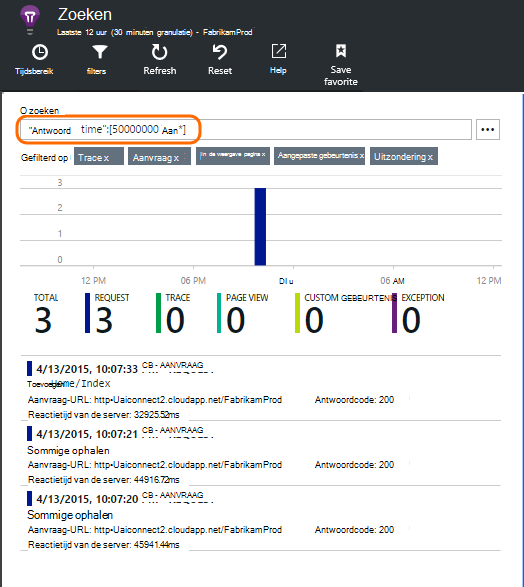 Zoeken
Laatste 12 uur (30 minuten granulatie) - FabrikamProd
Tijdsbereik filters Refresh Reset Help Save favorite
O zoeken
"Antwoord time":[50000000 Aan*]
Gefilterd op: Trace x Aanvraag x In de weergave pagina x Aangepaste gebeurtenis x Uitzondering x
3
2
1
0
12 PM 06 PM DI u 06 AM 12 PM
TOTAL REQUEST TRACE PAGE VIEW CUSTOM GEBEURTENIS EXCEPTION
3 3 0 0 0 0
4/13/2015, 10:07:33 CB - AANVRAAG
Home/Index
Aanvraag-URL: http•Uaiconnect2.cloudapp.net/FabrikamProd Antwoordcode: 200
Reactietijd van de server: 32925.52ms
4/13/2015, 10:07:21 CB - AANVRAAG
Sommige ophalen
Aanvraag-URL: http•Uaiconnect2.cloudapp.net/FabrikamProd Antwoordcode: 200
Reactietijd van de server: 44916.72ms
4/13/2015, 10:07:20 CB - AANVRAAG
Sommige ophalen
Aanvraag-URL: http•Uaiconnect2.cloudapp.net/FabrikamProd Antwoordcode: 200
Reactietijd van de server: 45941.44ms